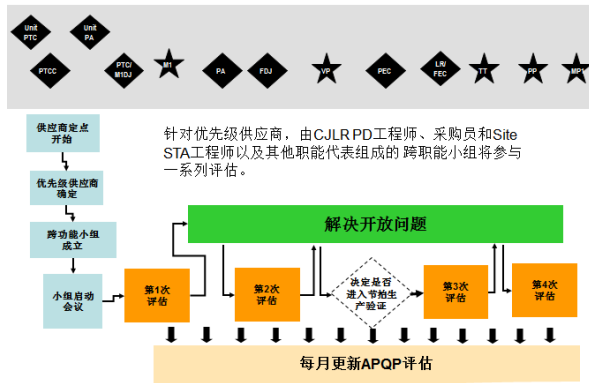 Unit
PTC
Unit
PA
PTCC
PTC/
M1DJ
M1
PA
FDJ
VP
PEC
LR/
FEC
TT
PP
MP1
供应商定点
开始
针对优先级供应商，由CJLR PD工程师、采购员和Site
STA工程师以及其他职能代表组成的 跨职能小组将参与
一系列评估。
优先级供应商
确定
跨功能小组
成立
解决开放问题
小组启动
会议
第1次
评估
第2次
评估
决定是否
进入节拍生
产验证
第3次
评估
第4次
评估
每月更新APQP评估